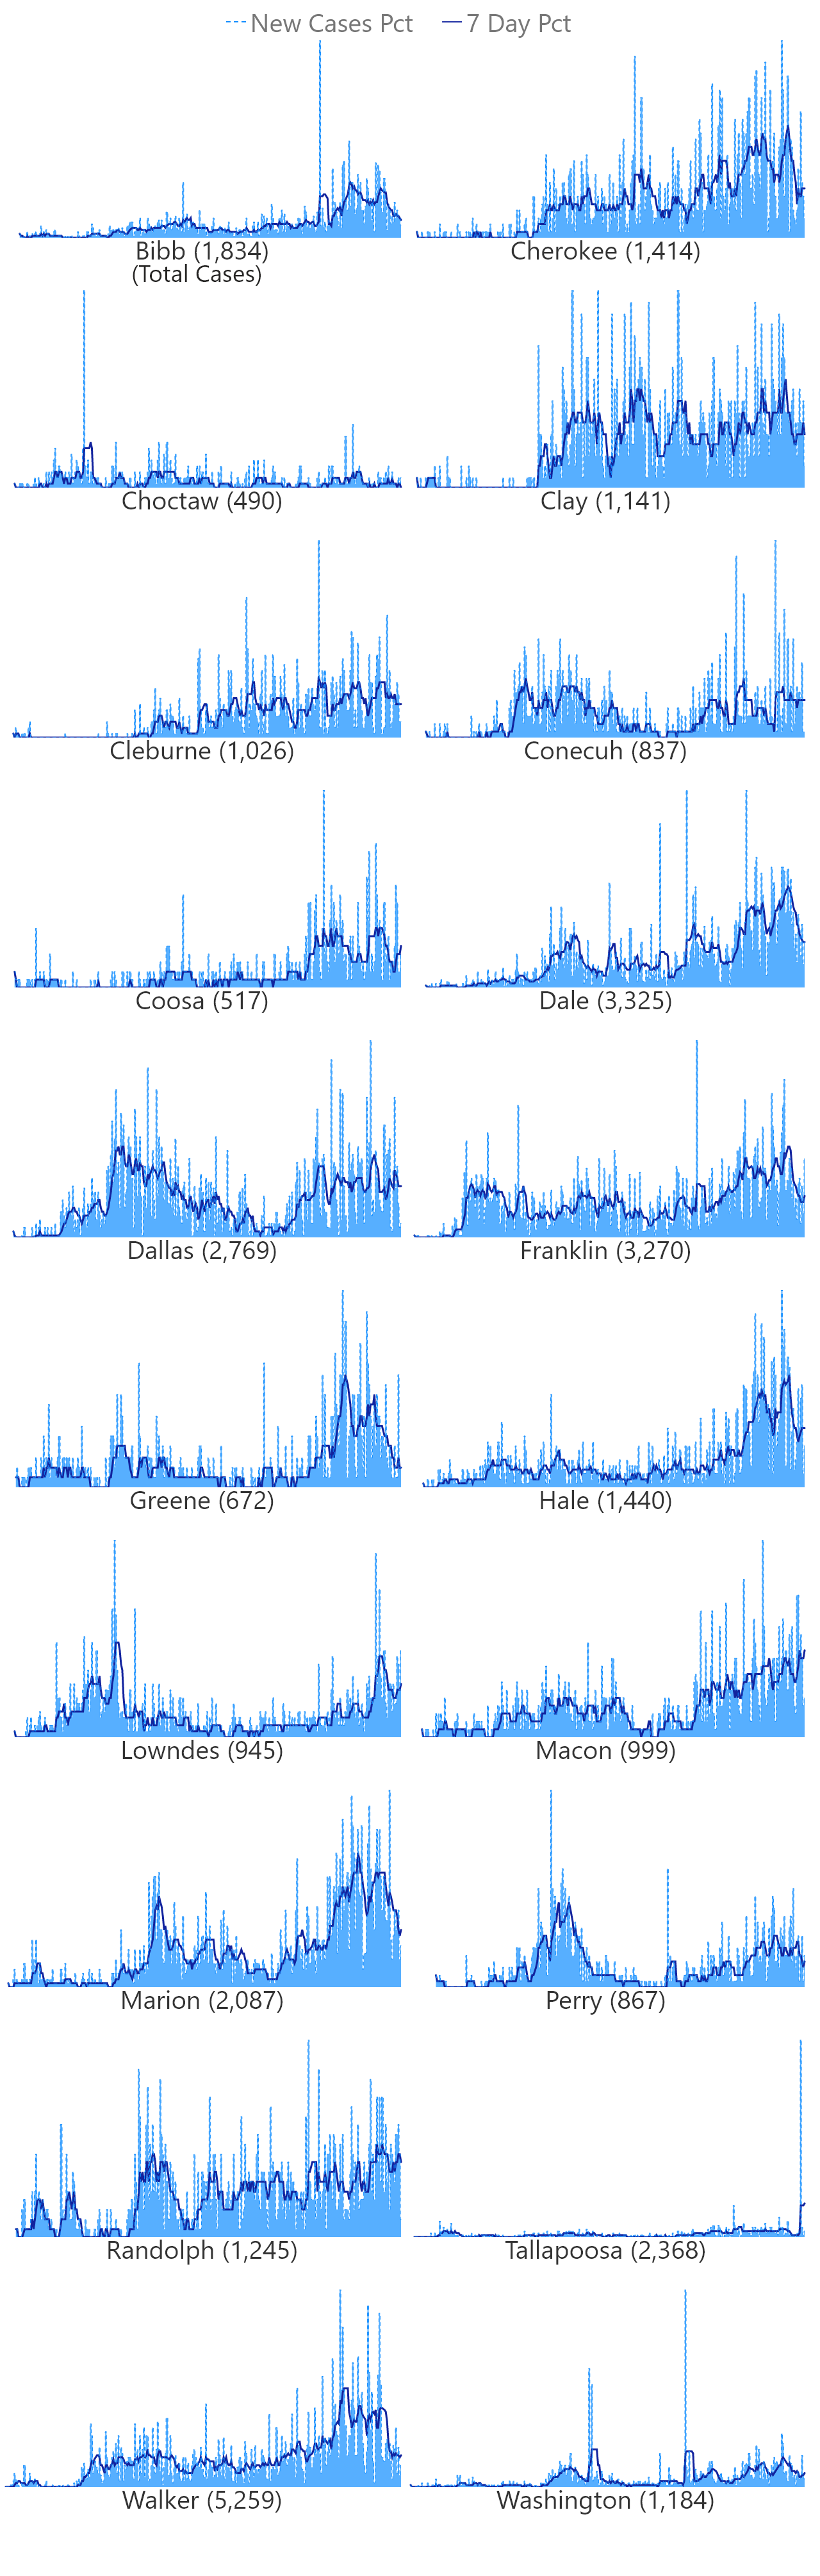 New Cases Pct 7 Day Pct
Bibb (1,834) Cherokee (1,414)
(Total Cases)
Choctaw (490) Clay (1,141)
Cleburne (1,026) Conecuh (837)
Coosa (517) Dale (3,325)
Dallas (2,769) Franklin (3,270)
Greene (672) Hale (1,440)
Lowndes (945) Macon (999)
Marion (2,087) Perry (867)
Randolph (1,245) Tallapoosa (2,368)
Walker (5,259) Washington (1,184)